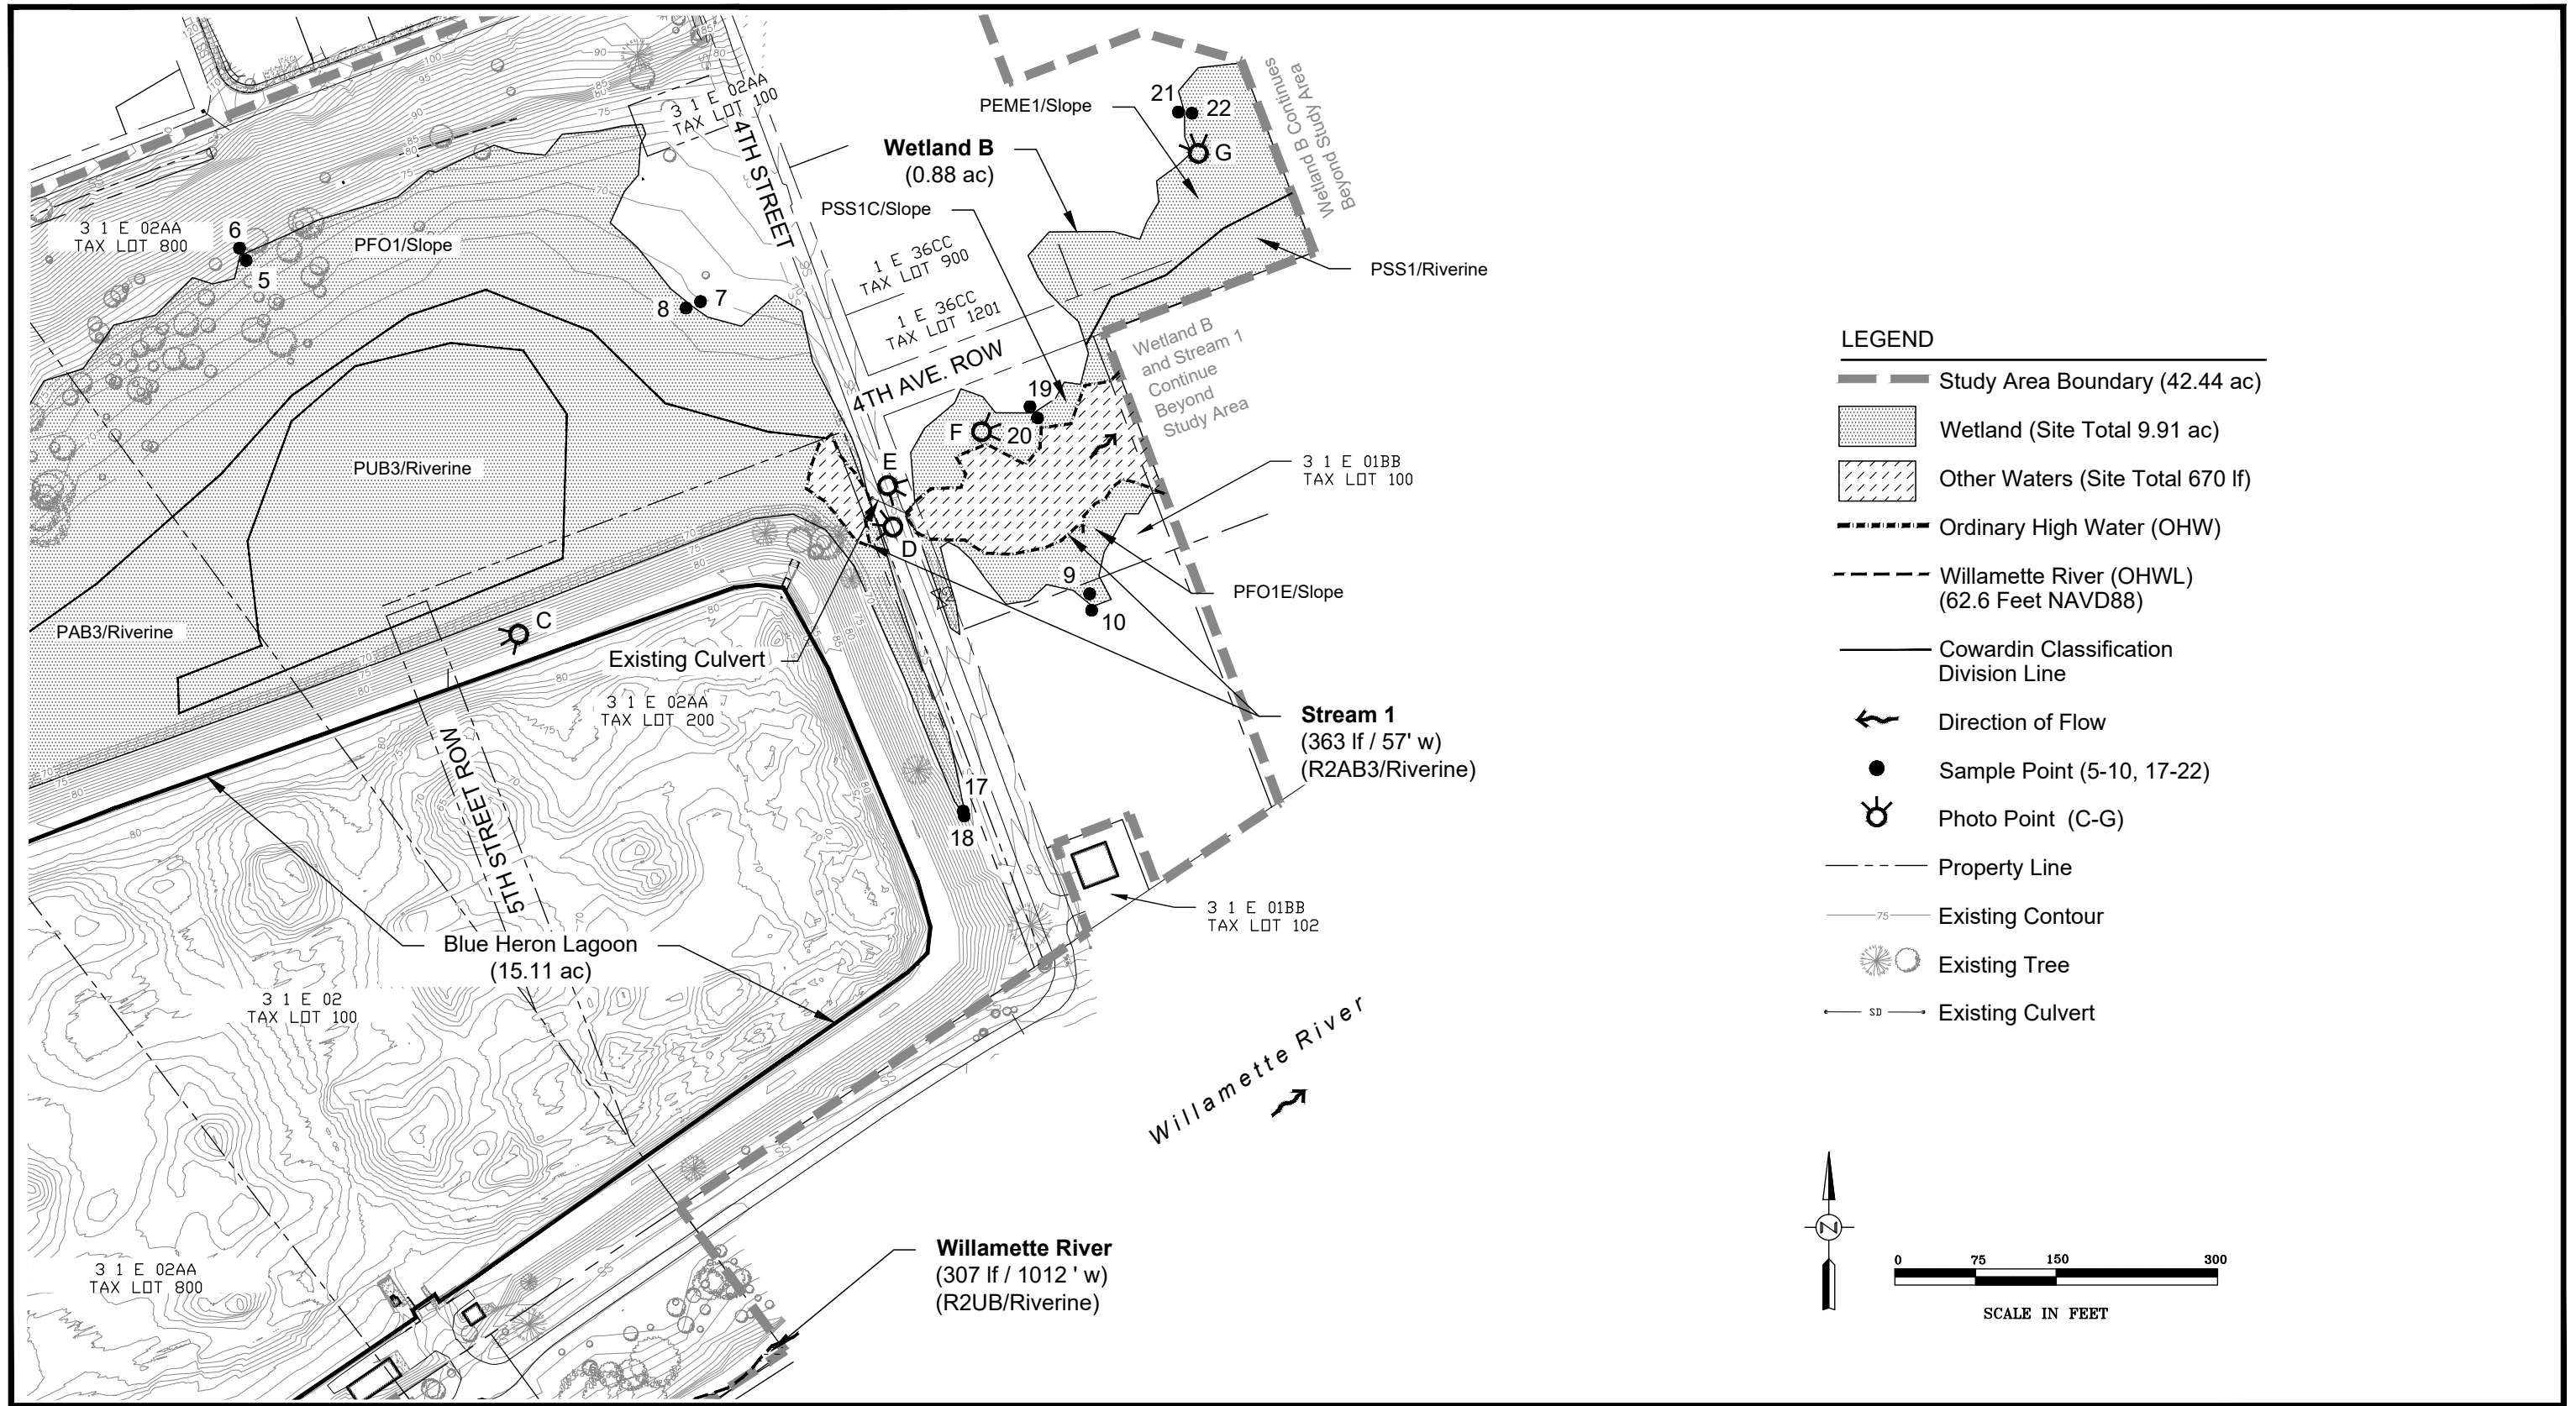 3 1 E 02AA
TAX LOT 100
4TH STREET
PEME1/Slope
21
22
G
Wetland B Continues
Beyond Study Area
Wetland B
(0.88 ac)
PSS1C/Slope
3 1 E 02AA
TAX LOT 800
6
5
PFO1/Slope
8
7
1 E 36CC
TAX LOT 900
1 E 36CC
TAX LOT 1201
4TH AVE. ROW
PSS1/Riverine
Wetland B
and Stream 1
Continue
Beyond
Study Area
19
F
20
E
D
PUB3/Riverine
3 1 E 01BB
TAX LOT 100
9
10
PFO1E/Slope
PAB3/Riverine
C
Existing Culvert
3 1 E 02AA
TAX LOT 200
Stream 1
(363 lf / 57' w)
(R2AB3/Riverine)
5TH STREET ROW
17
18
3 1 E 01BB
TAX LOT 102
Blue Heron Lagoon
(15.11 ac)
3 1 E 02
TAX LOT 100
Willamette River
3 1 E 02AA
TAX LOT 800
Willamette River
(307 lf / 1012 ' w)
(R2UB/Riverine)
LEGEND
Study Area Boundary (42.44 ac)
Wetland (Site Total 9.91 ac)
Other Waters (Site Total 670 lf)
Ordinary High Water (OHW)
Willamette River (OHWL)
(62.6 Feet NAVD88)
Cowardin Classification
Division Line
Direction of Flow
Sample Point (5-10, 17-22)
Photo Point (C-G)
Property Line
75
Existing Contour
Existing Tree
SD
Existing Culvert
N
0 75 150 300
SCALE IN FEET